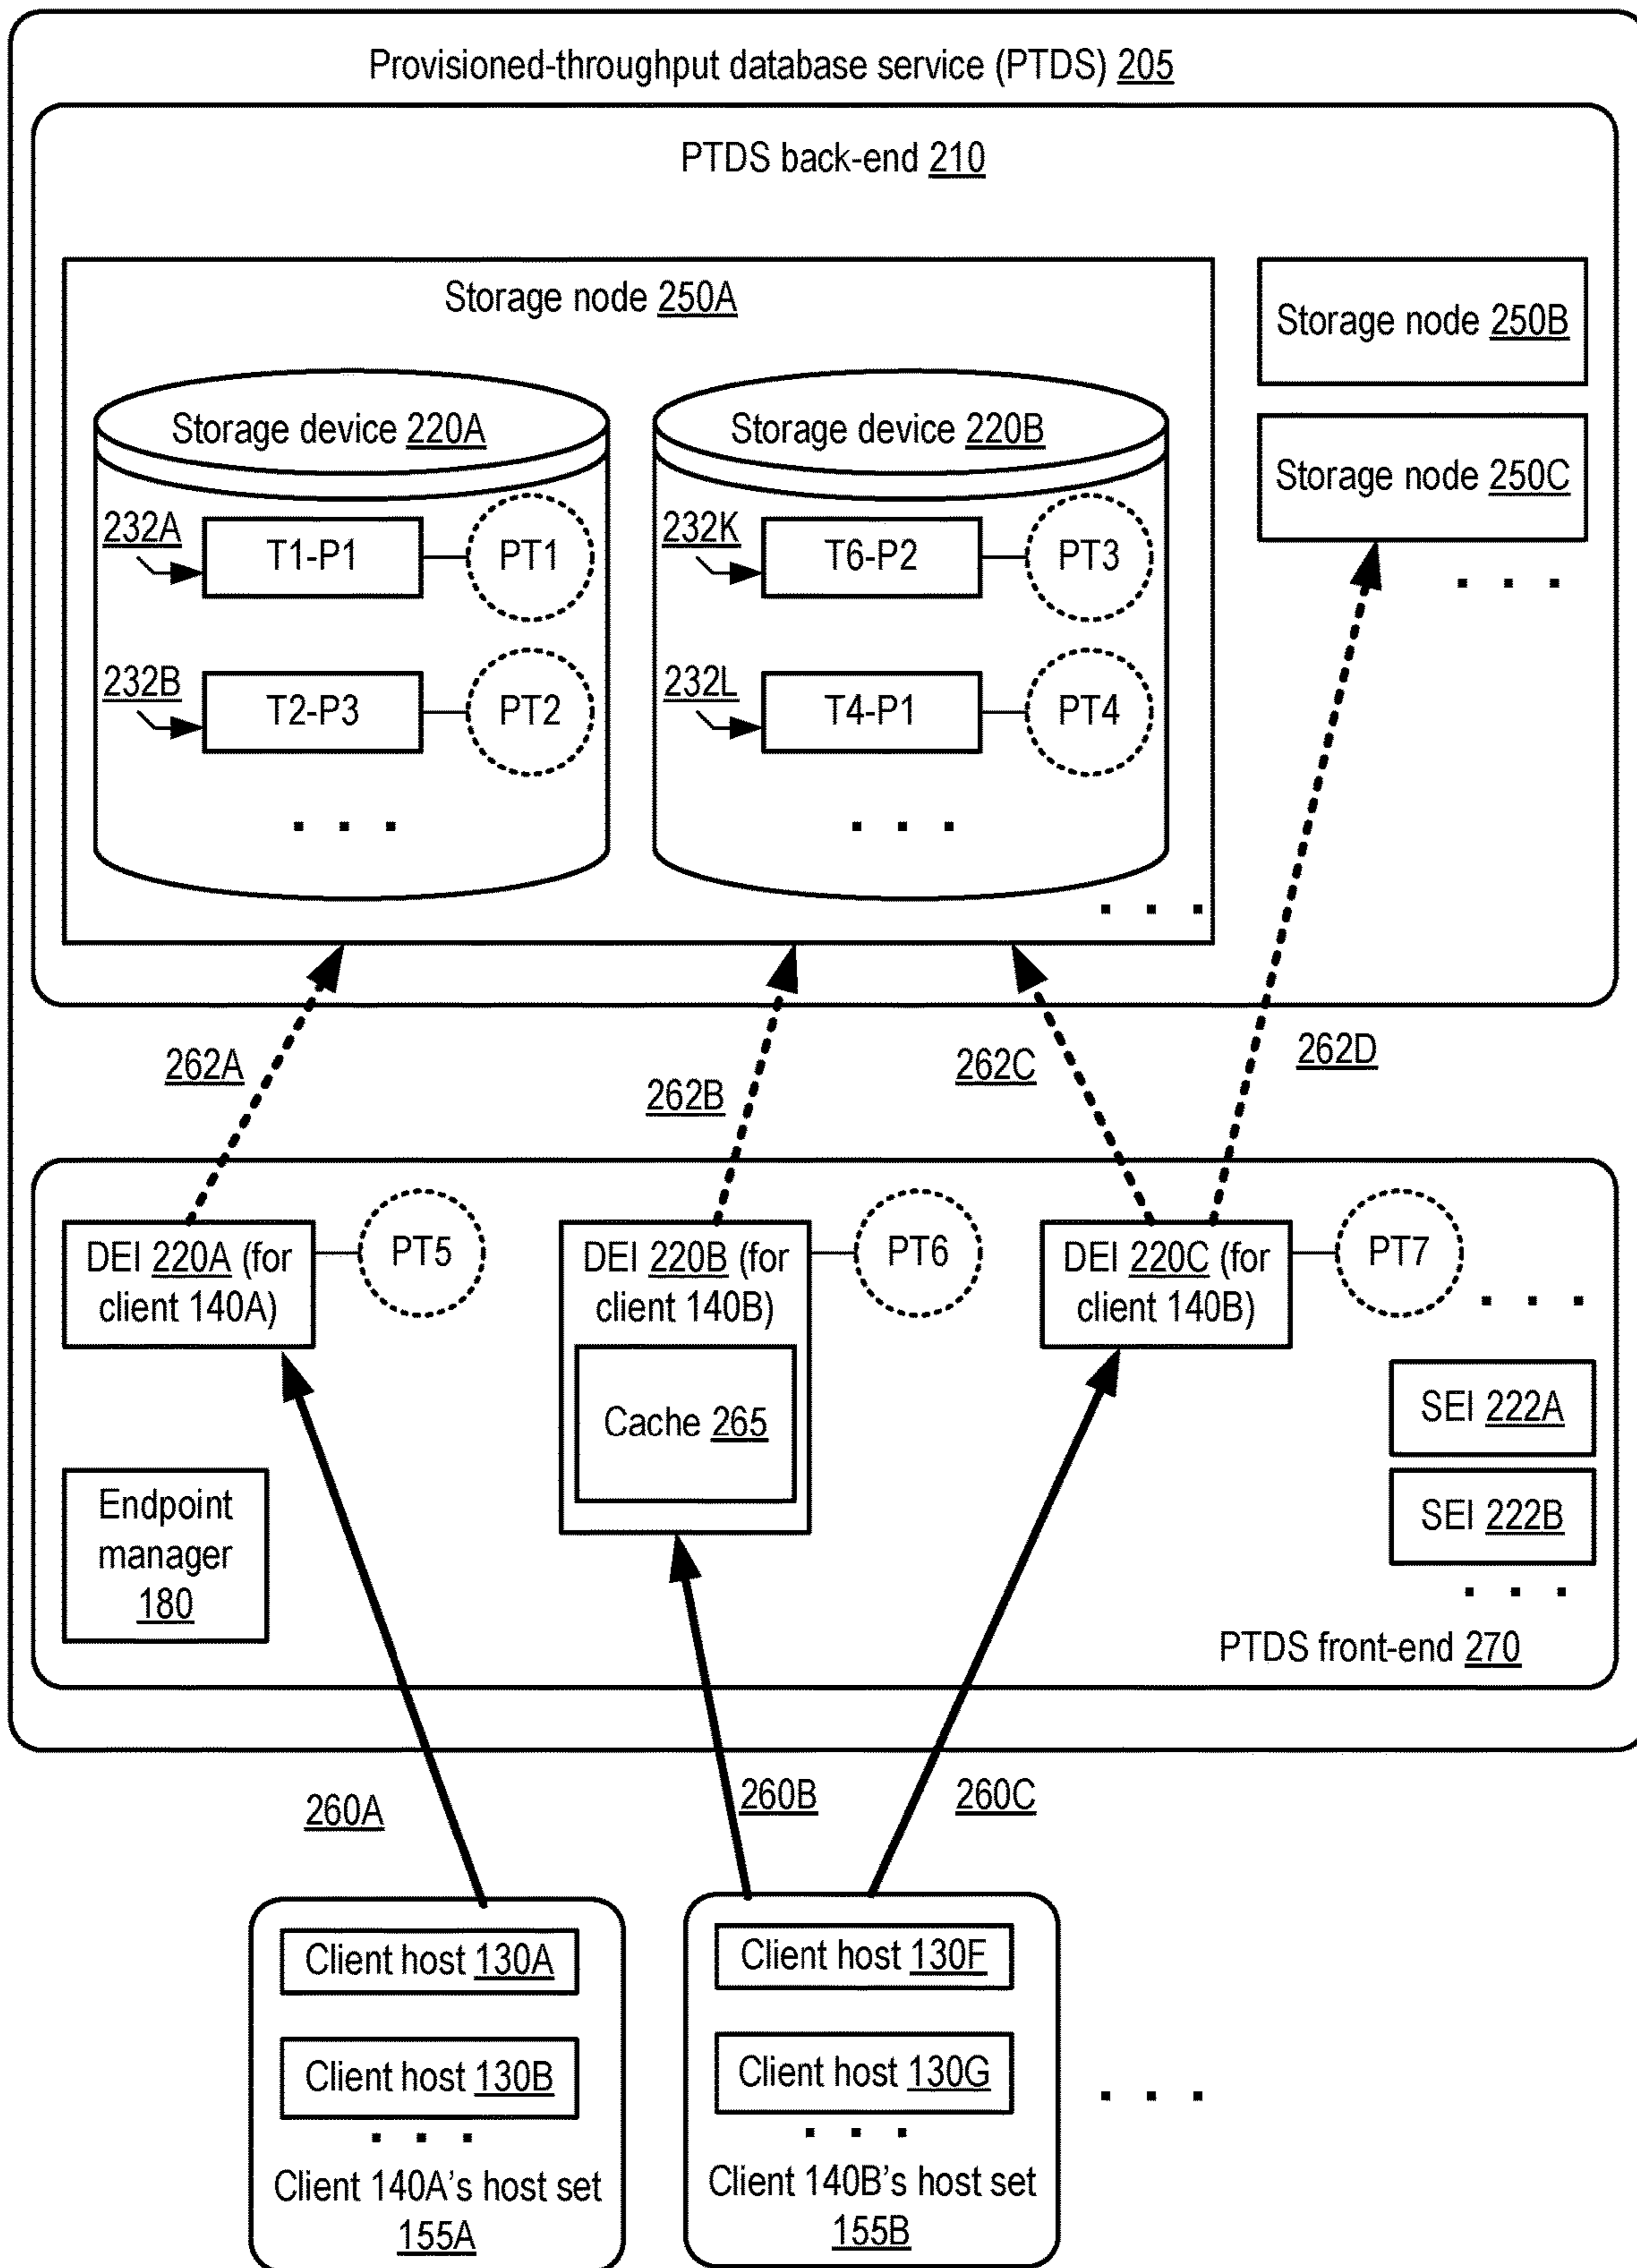 Provisioned-throughput database service (PTDS) 205
PTDS back-end 210
Storage node 250A
Storage device 220A
232A
T1-P1
PT1
232B
T2-P3
PT2
. . .
Storage device 220B
232K
T6-P2
PT3
232L
T4-P1
PT4
. . .
. . .
Storage node 250B
Storage node 250C
. . .
262A
262B
262C
262D
DEI 220A (for
client 140A)
PT5
DEI 220B (for
client 140B)
Cache 265
PT6
DEI 220C (for
client 140B)
PT7
. . .
SEI 222A
SEI 222B
. . .
Endpoint
manager
180
PTDS front-end 270
260A
260B
260C
Client host 130A
Client host 130B
. . .
Client 140A’s host set
155A
Client host 130F
Client host 130G
. . .
Client 140B’s host set
155B
. . .